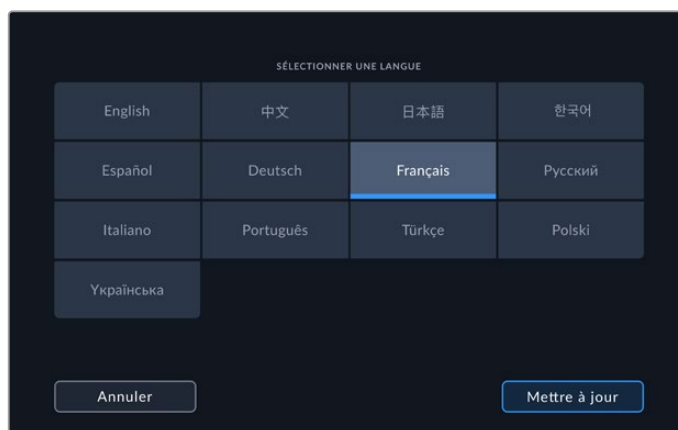 SÉLECTIONNER UNE LANGUE
English 中文 日本語 한국어
Español Deutsch Français Русский
Italiano Português Türkçe Polski
Українська
Annuler Mettre à jour